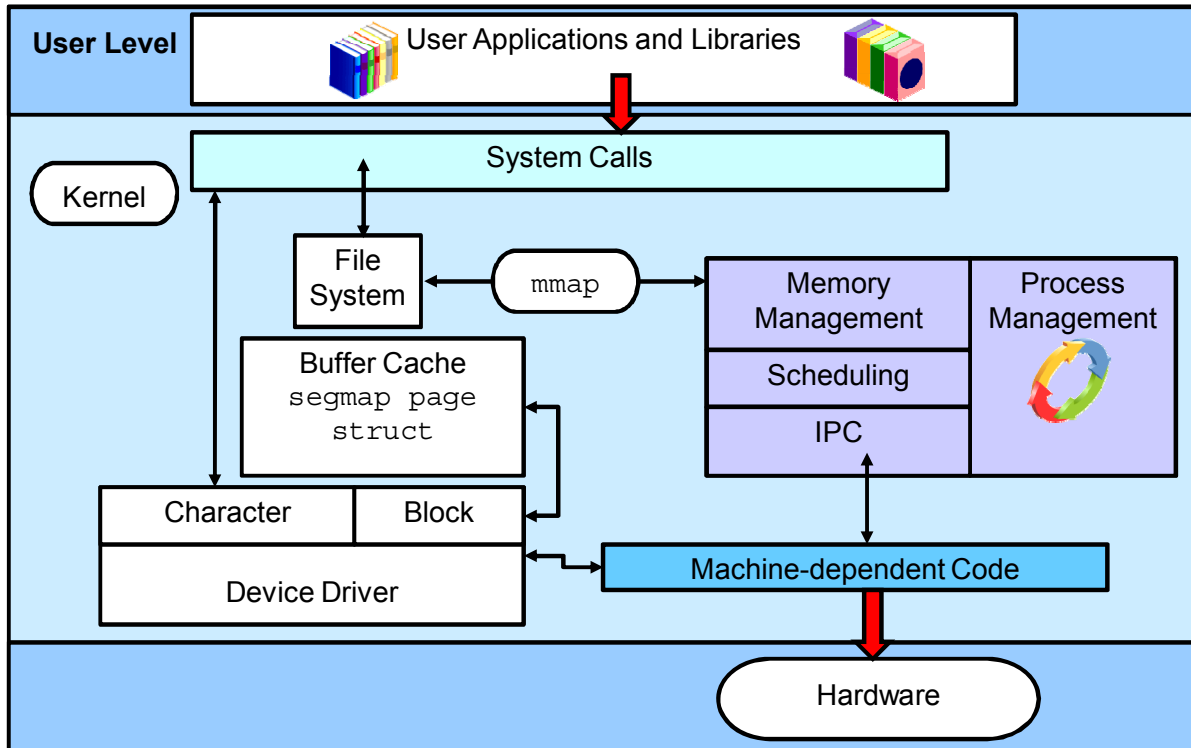 User Level
User Applications and Libraries
System Calls
Kernel
File
System
mmap
Memory
Management
Process
Management
Buffer Cache
segmap page
struct
Scheduling
IPC
Character
Block
Device Driver
Machine-dependent Code
Hardware